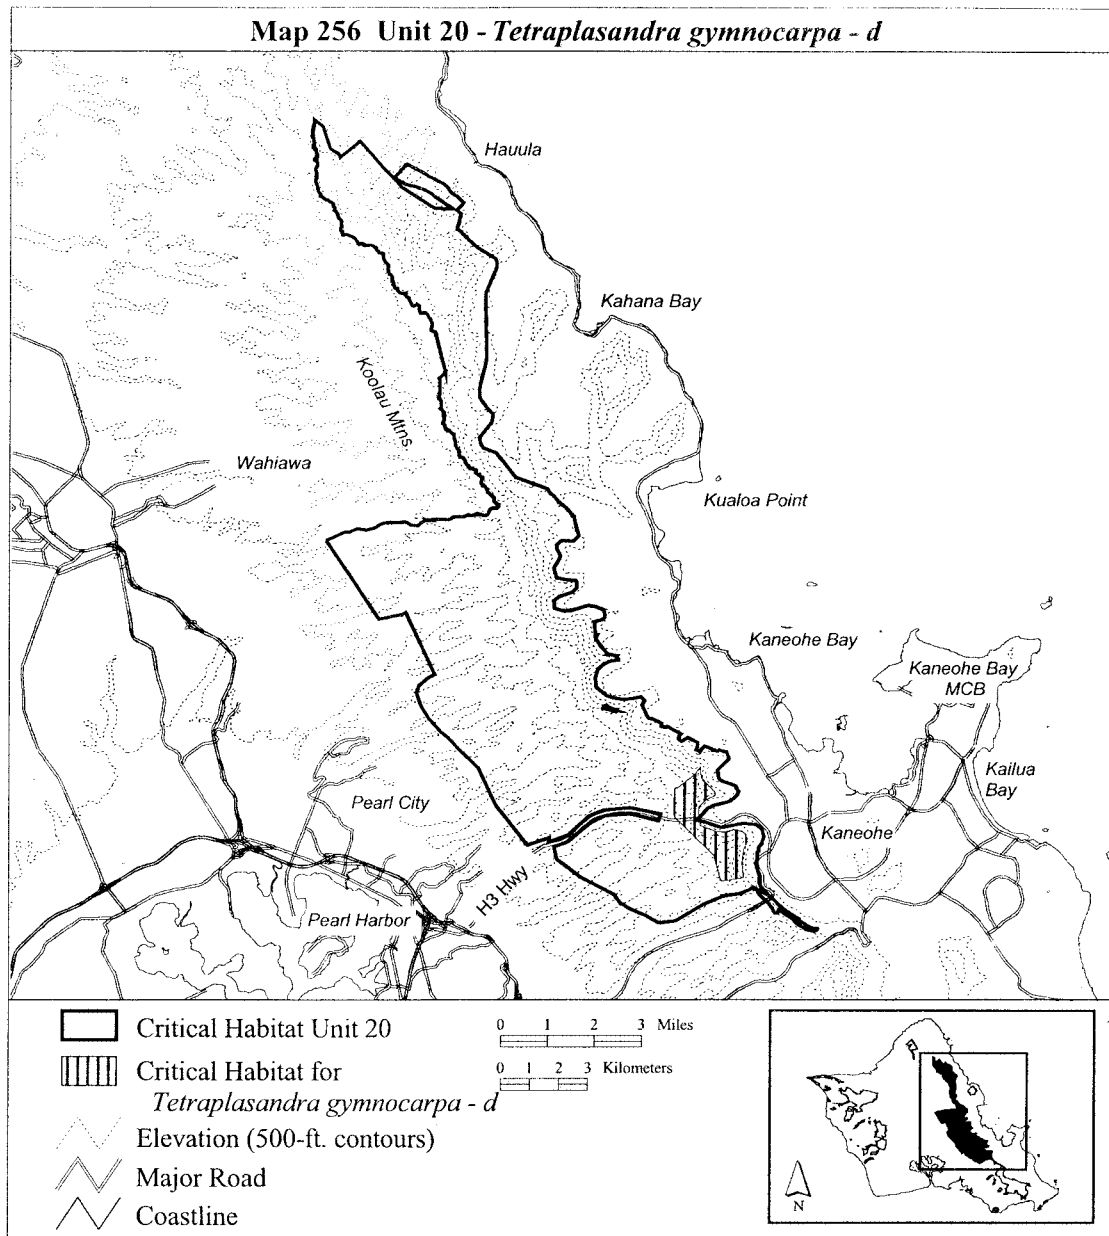 Map 256 Unit 20 - Tetraplasandra gymnocarpa - d
Hauula
Kahana Bay
Koolau Mtns
Wahiawa
Kualoa Point
Kaneohe Bay
Kaneohe Bay
MCB
Kailua
Bay
Pearl City
Kaneohe
H3 Hwy
Pearl Harbor
Critical Habitat Unit 20
0 1 2 3 Miles
Critical Habitat for
Tetraplasandra gymnocarpa - d
0 1 2 3 Kilometers
Elevation (500-ft. contours)
Major Road
Coastline
N